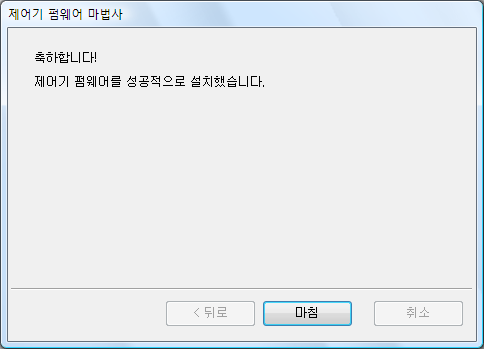 제어기 펌웨어 마법사
축하합니다!
제어기 펌웨어를 성공적으로 설치했습니다.
< 뒤로
마침
취소